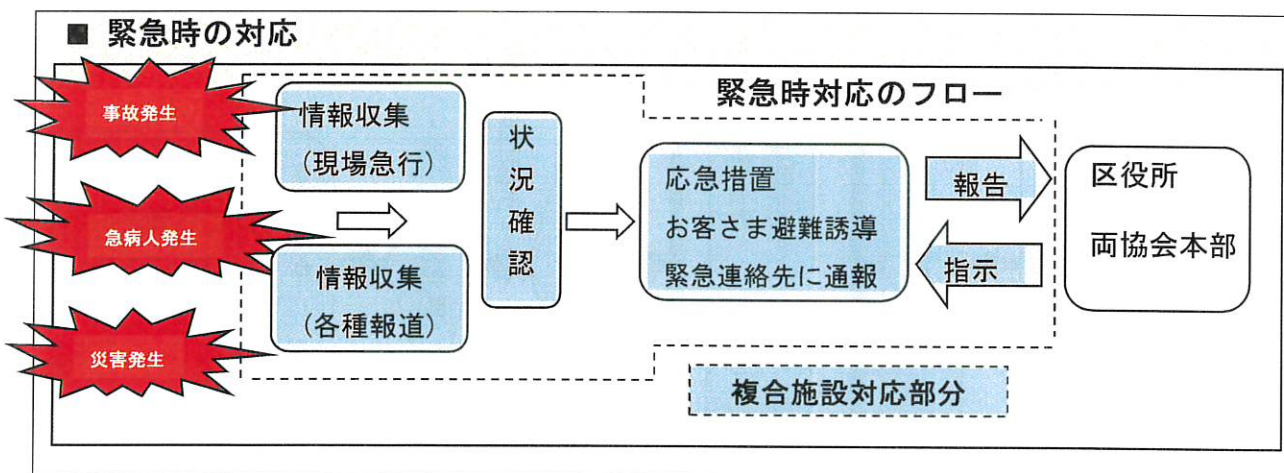 ■ 緊急時の対応
緊急時対応のフロー
事故発生
急病人発生
災害発生
情報収集
(現場急行)
情報収集
(各種報道)
状況確認
応急措置
お客さま避難誘導
緊急連絡先に通報
報告
指示
区役所
両協会本部
複合施設対応部分